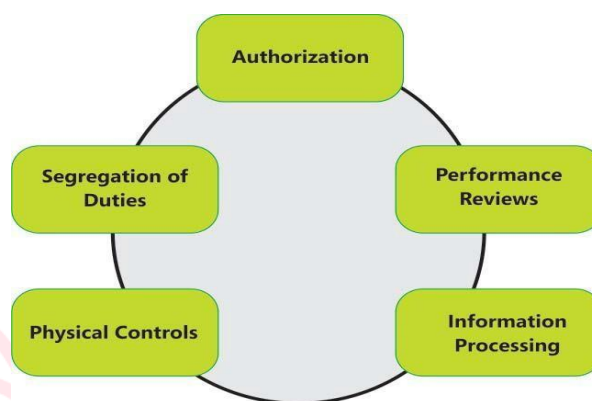 Authorization
Segregation of
Duties
Performance
Reviews
Physical Controls
Information
Processing